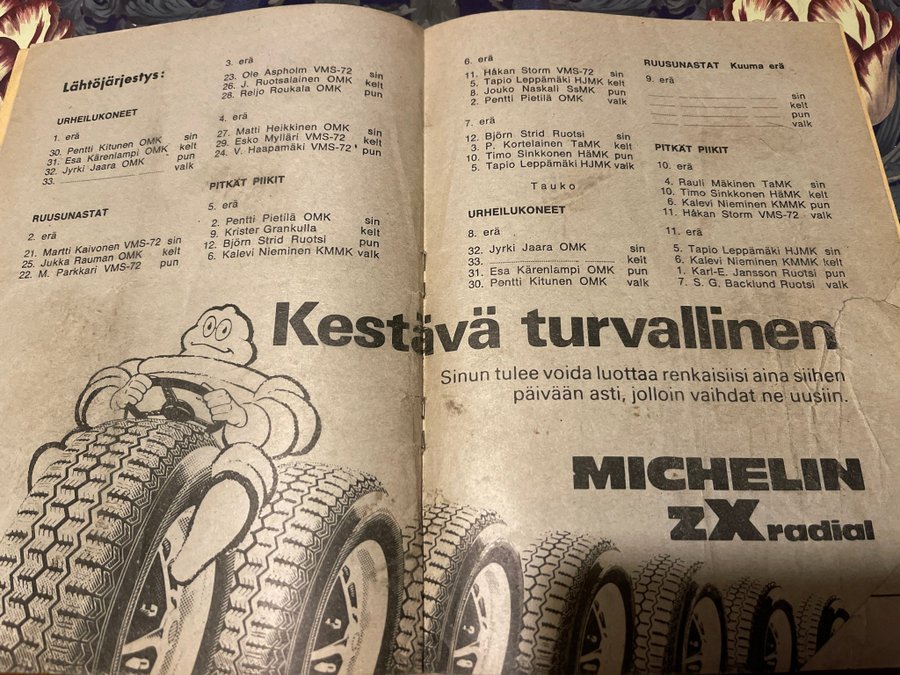 Lähtöjärjestys:
URHEILUKONEET
1. erä
30. Pentti Kitunen OMK sin
31. Esa Kärenlampi OMK kelt
32. Jyrki Jaara OMK pun
33. valk
RUUSUNASTAT
2. erä
21. Martti Kaivonen VMS-72 sin
25. Jukka Rauman OMK kelt
22. M. Parkkari VMS-72 pun
3. erä
23. Ole Aspholm VMS-72 sin
26. J. Ruotsalainen OMK kelt
28. Reijo Roukala OMK pun
4. erä
27. Matti Heikkinen OMK sin
29. Esko Mylläri VMS-72 kelt
24. V. Haapamäki VMS-72 pun
PITKÄT PIIKIT
5. erä
2. Pentti Pietilä OMK sin
9. Krister Grankulla kelt
12. Björn Strid Ruotsi pun
6. Kalevi Nieminen KMMK valk
6. erä
11. Håkan Storm VMS-72 sin
5. Tapio Leppämäki HJMK kelt
8. Jouko Naskali SsMK pun
2. Pentti Pietilä OMK valk
7. erä
12. Björn Strid Ruotsi sin
3. P. Kortelainen TaMK kelt
10. Timo Sinkkonen HäMK pun
5. Tapio Leppämäki HJMK valk
Tauko
URHEILUKONEET
8. erä
32. Jyrki Jaara OMK sin
33. kelt
31. Esa Kärenlampi OMK pun
30. Pentti Kitunen OMK valk
RUUSUNASTAT Kuuma erä
9. erä
sin
kelt
pun
valk
PITKÄT PIIKIT
10. erä
4. Rauli Mäkinen TaMK sin
10. Timo Sinkkonen HäMK kelt
6. Kalevi Nieminen KMMK pun
11. Håkan Storm VMS-72 valk
11. erä
5. Tapio Leppämäki HJMK sin
6. Kalevi Nieminen KMMK kelt
1. Karl-E. Jansson Ruotsi pun
7. S. G. Backlund Ruotsi valk
Kestävä turvallinen
Sinun tulee voida luottaa renkaisiisi aina siihen
päivään asti, jolloin vaihdat ne uusiin.
MICHELIN
zX radial